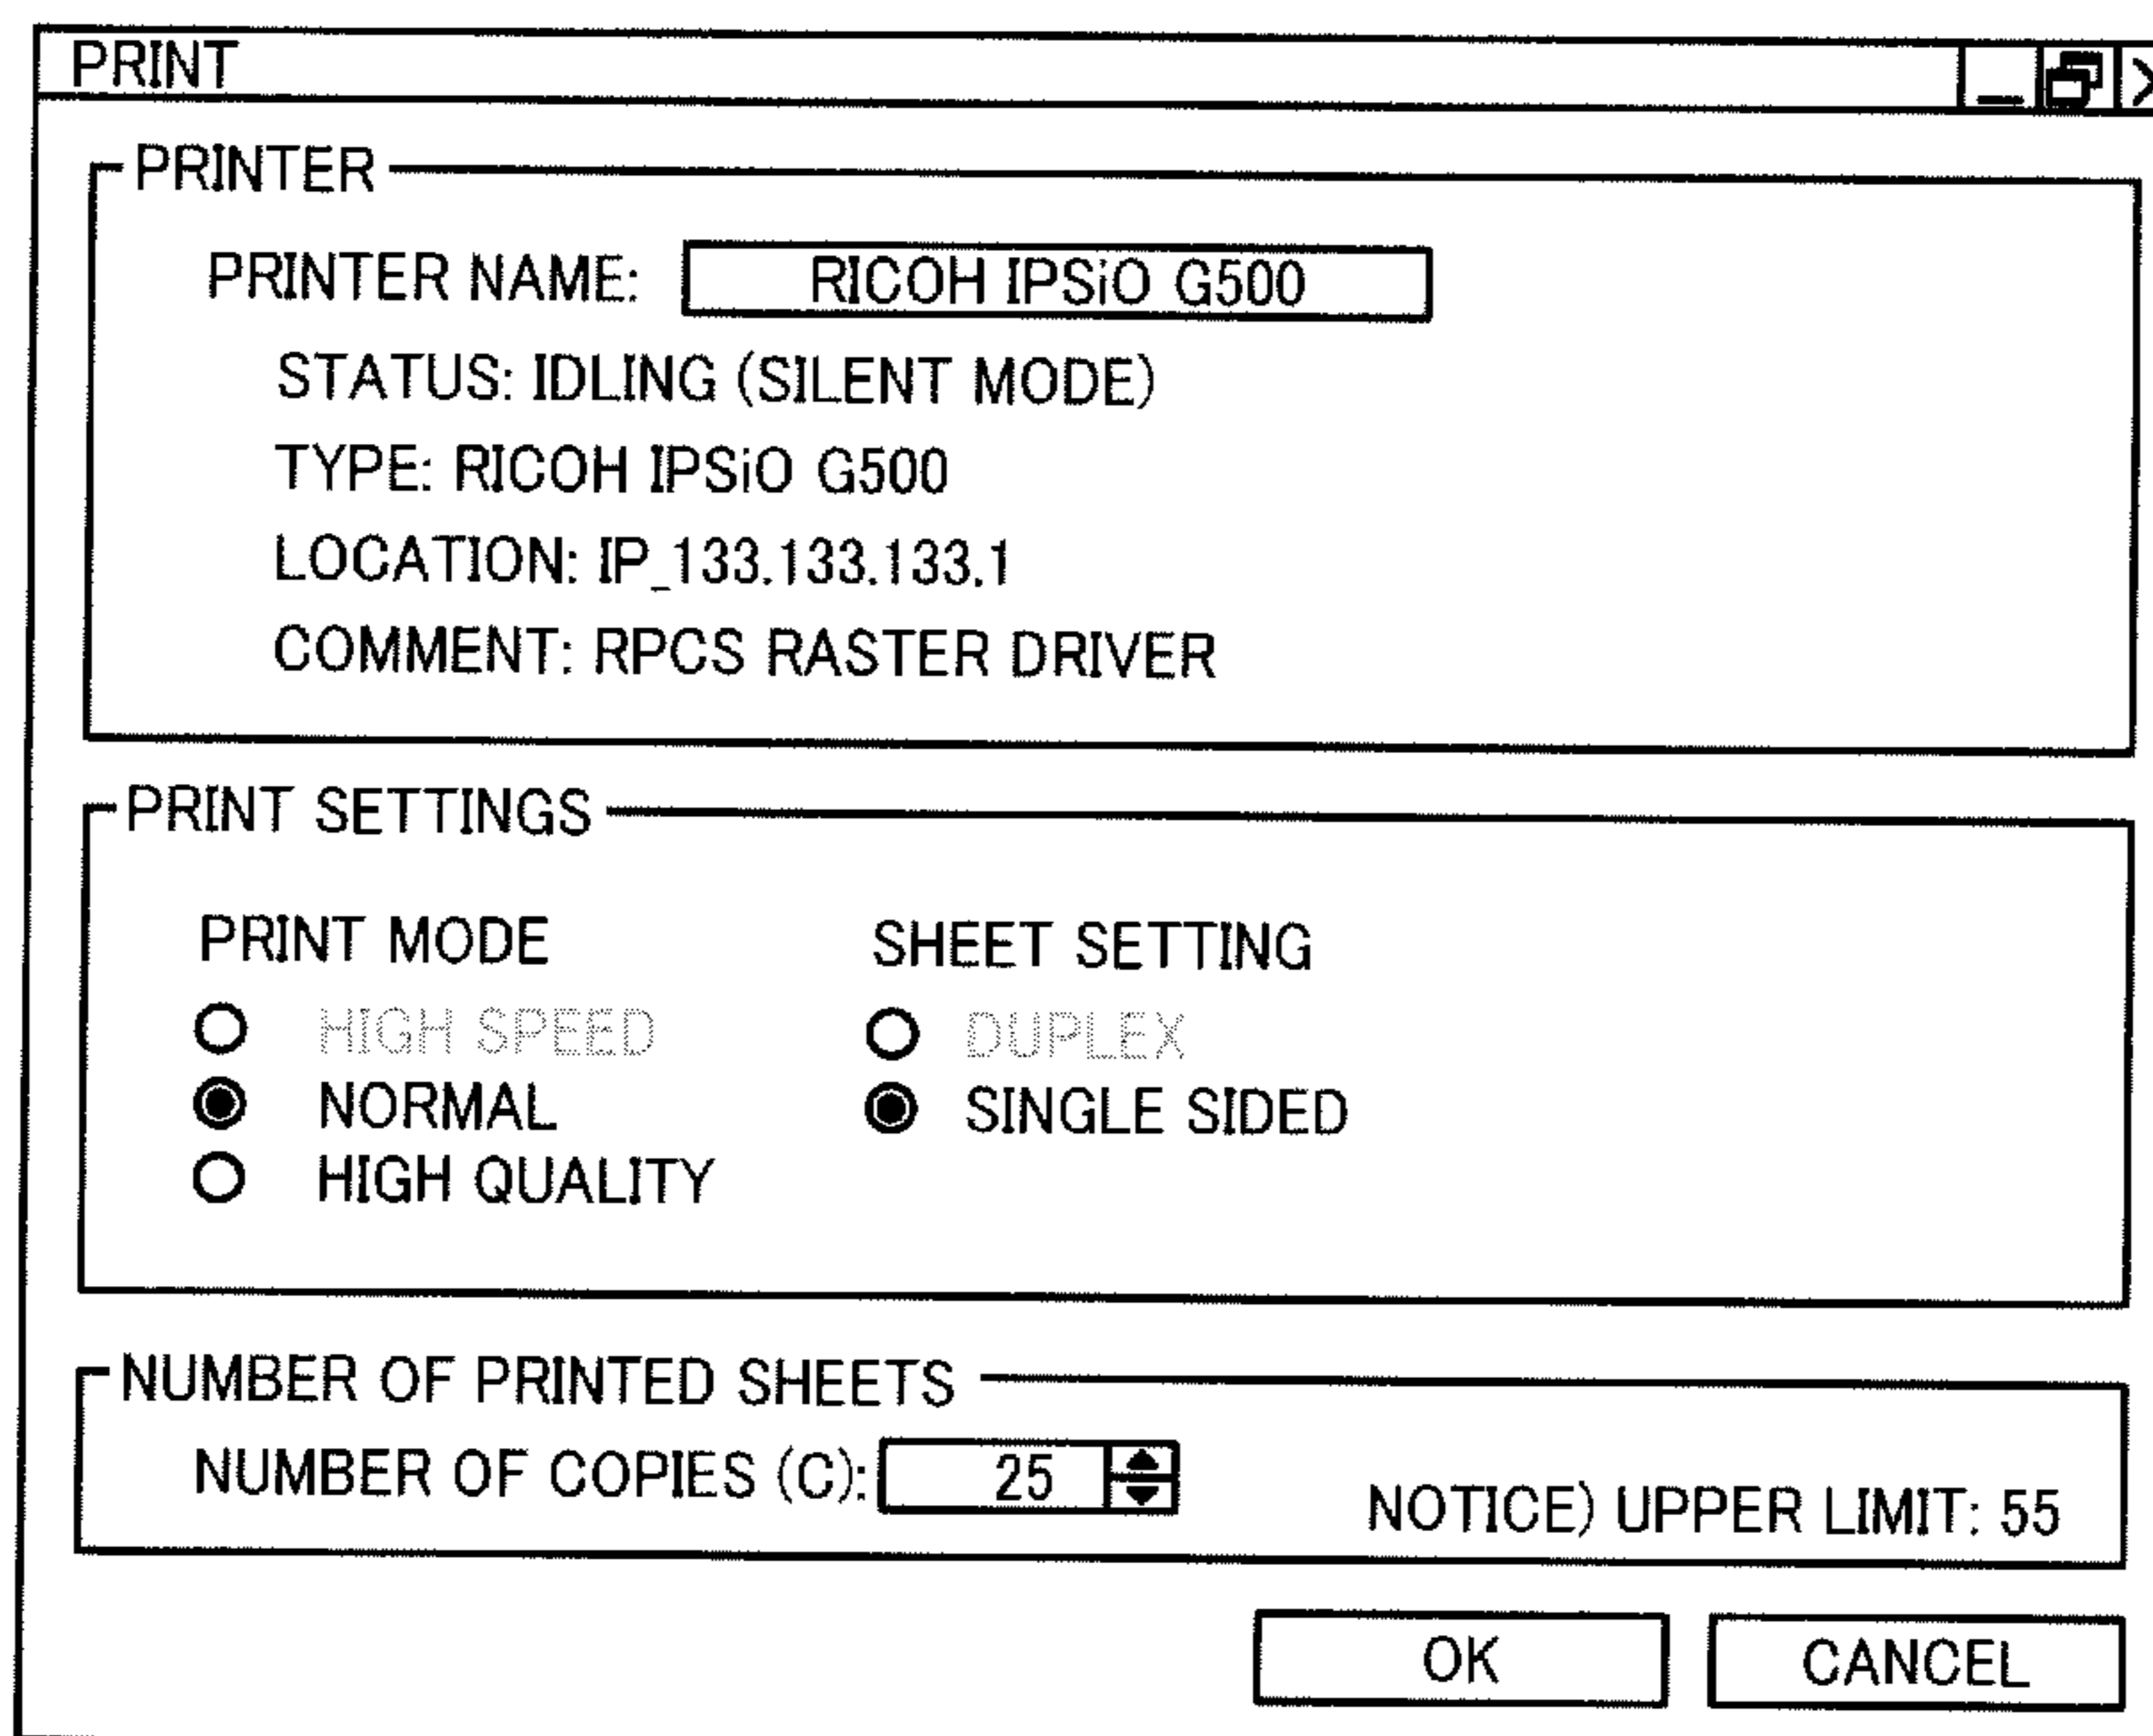 PRINT
PRINTER
PRINTER NAME: RICOH IPSiO G500
STATUS: IDLING (SILENT MODE)
TYPE: RICOH IPSiO G500
LOCATION: IP_133.133.133.1
COMMENT: RPCS RASTER DRIVER
PRINT SETTINGS
PRINT MODE SHEET SETTING
HIGH SPEED DUPLEX
NORMAL SINGLE SIDED
HIGH QUALITY
NUMBER OF PRINTED SHEETS
NUMBER OF COPIES (C): 25
NOTICE) UPPER LIMIT: 55
OK CANCEL